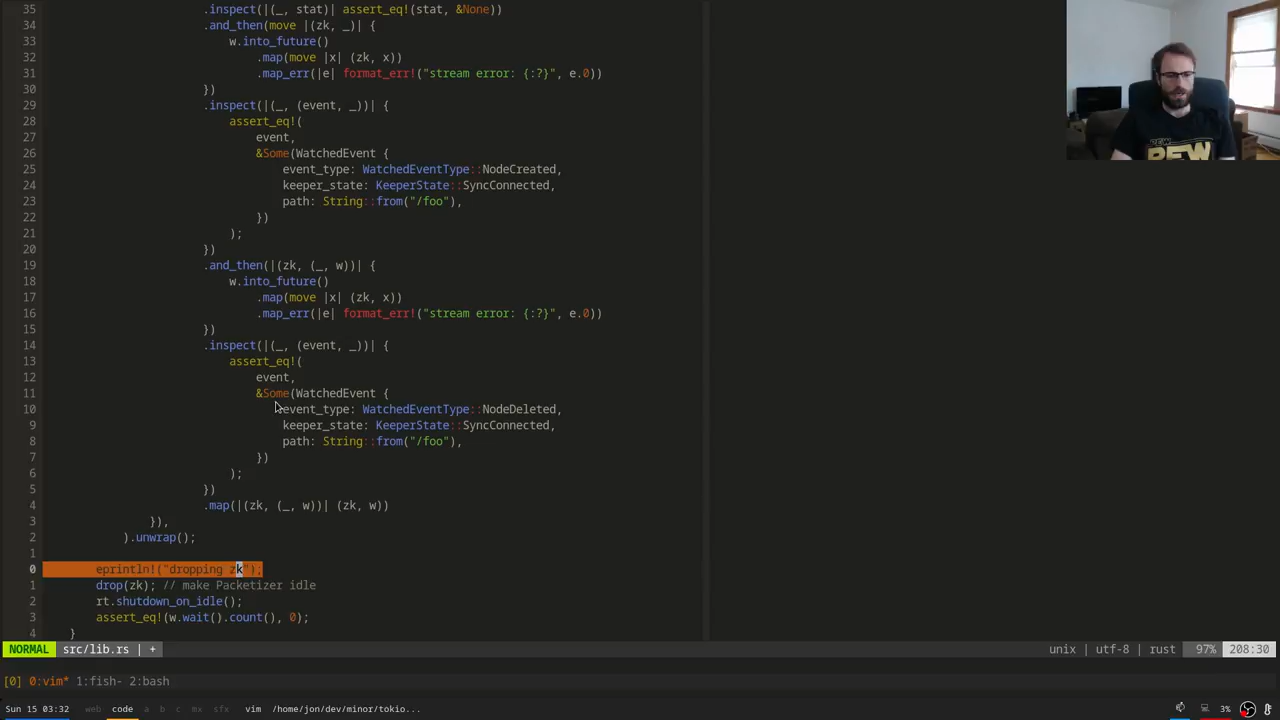 35 .inspect(|(_, stat)| assert_eq!(stat, &None))
34 .and_then(move |(zk, _)| {
33 w.into_future()
32 .map(move |x| (zk, x))
31 .map_err(|e| format_err!("stream error: {:?}", e.0))
30 })
29 .inspect(|(_, (event, _))| {
28 assert_eq!(
27 event,
26 &Some(WatchedEvent {
25 event_type: WatchedEventType::NodeCreated,
24 keeper_state: KeeperState::SyncConnected,
23 path: String::from("/foo"),
22 })
21 );
20 })
19 .and_then(|(zk, (_, w))| {
18 w.into_future()
17 .map(move |x| (zk, x))
16 .map_err(|e| format_err!("stream error: {:?}", e.0))
15 })
14 .inspect(|(_, (event, _))| {
13 assert_eq!(
12 event,
11 &Some(WatchedEvent {
10 event_type: WatchedEventType::NodeDeleted,
9 keeper_state: KeeperState::SyncConnected,
8 path: String::from("/foo"),
7 })
6 );
5 })
4 .map(|(zk, (_, w))| (zk, w))
3 }),
2 ).unwrap();
1
0 eprintln!("dropping zk");
1 drop(zk); // make Packetizer idle
2 rt.shutdown_on_idle();
3 assert_eq!(w.wait().count(), 0);
4 }
NORMAL src/lib.rs | + unix | utf-8 | rust 97% 208:30
[0] 0:vim* 1:fish- 2:bash
Sun 15 03:32 web code a b c mx sfx vim /home/jon/dev/minor/tokio... 3%
PEW PEW